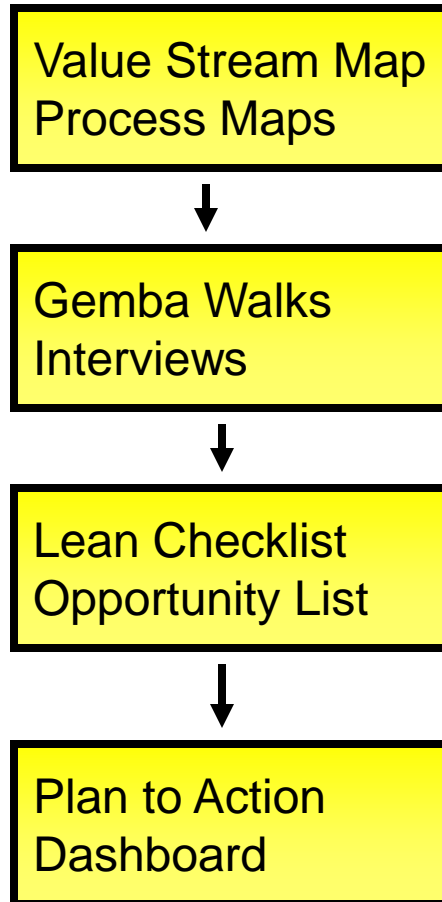 Value Stream Map
Process Maps
Gemba Walks
Interviews
Lean Checklist
Opportunity List
Plan to Action
Dashboard